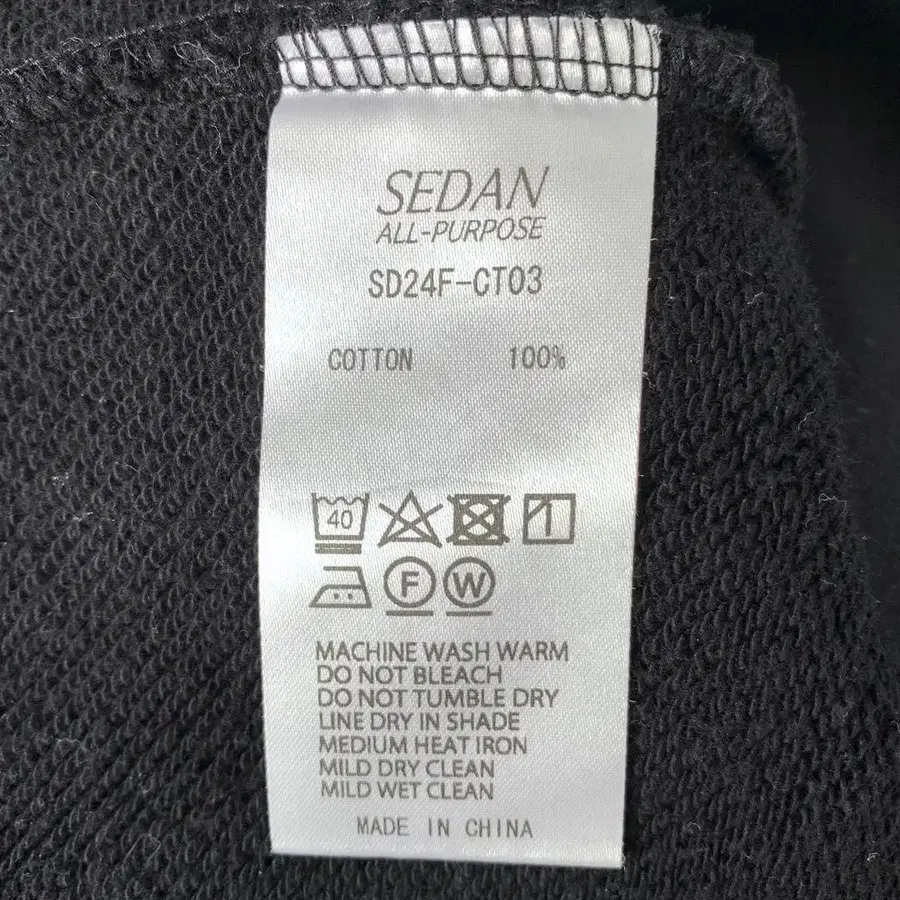 SEDAN
ALL-PURPOSE
SD24F-CT03
COTTON 100%
40
F W
MACHINE WASH WARM
DO NOT BLEACH
DO NOT TUMBLE DRY
LINE DRY IN SHADE
MEDIUM HEAT IRON
MILD DRY CLEAN
MILD WET CLEAN
MADE IN CHINA